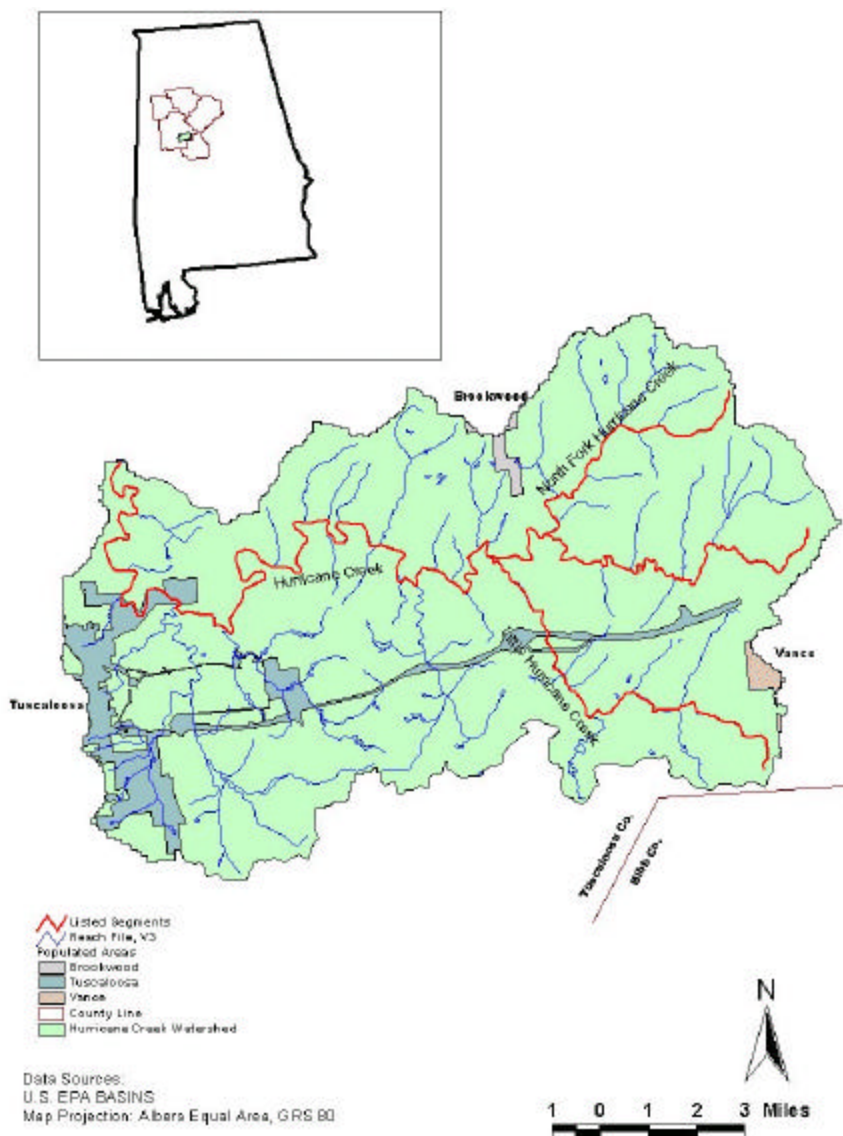 Brookwood
North Fork Hurricane Creek
Hurricane Creek
Little Hurricane Creek
Vance
Tuscaloosa
Tuscaloosa Co.
Bibb Co.
Listed Segments
Reach File, V3
Populated Areas
Brookwood
Tuscaloosa
Vance
County Line
Hurricane Creek Watershed
N
Data Sources:
U.S. EPA BASINS
Map Projection: Albers Equal Area, GRS 80
1 0 1 2 3 Miles